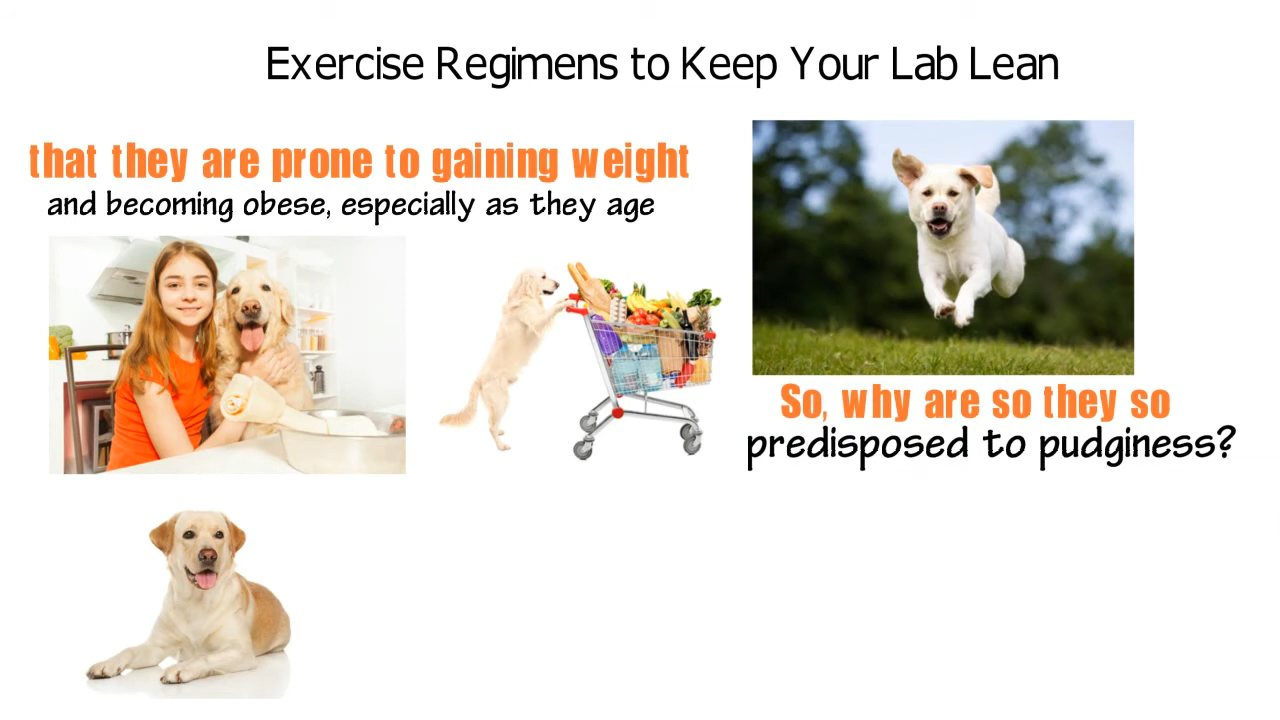 Exercise Regimens to Keep Your Lab Lean
that they are prone to gaining weight
and becoming obese, especially as they age
So, why are so they so
predisposed to pudginess?